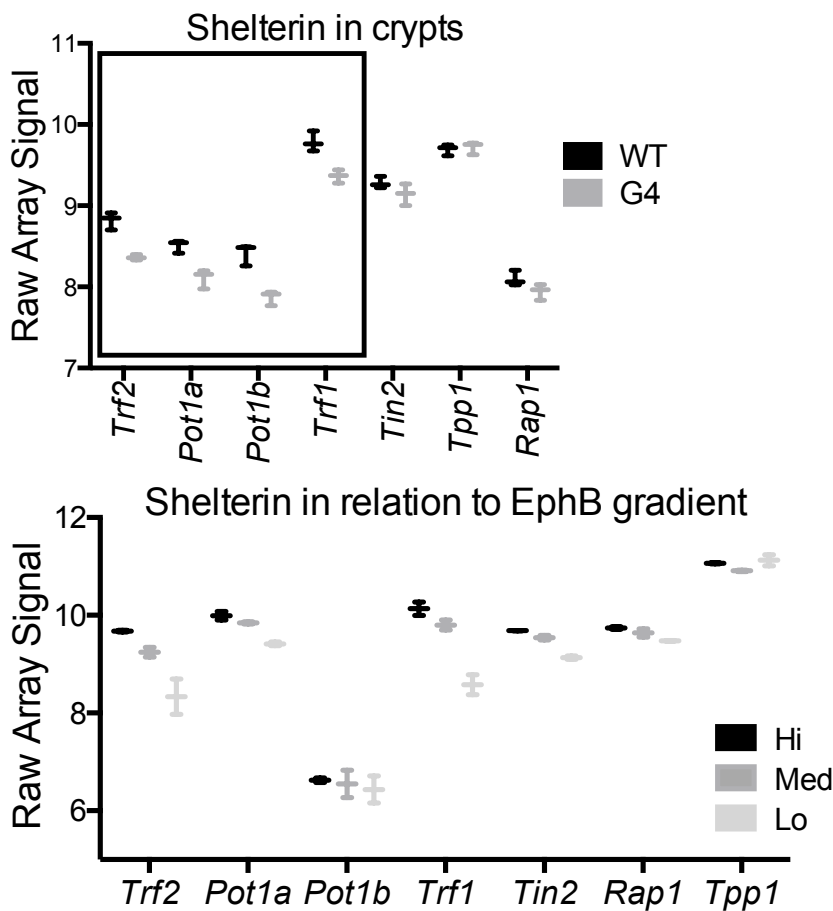 Shelterin in crypts
Raw Array Signal
11
10
9
8
7
WT
G4
Trf2
Pot1a
Pot1b
Trf1
Tin2
Tpp1
Rap1
Shelterin in relation to EphB gradient
Raw Array Signal
12
10
8
6
Hi
Med
Lo
Trf2 Pot1a Pot1b Trf1 Tin2 Rap1 Tpp1